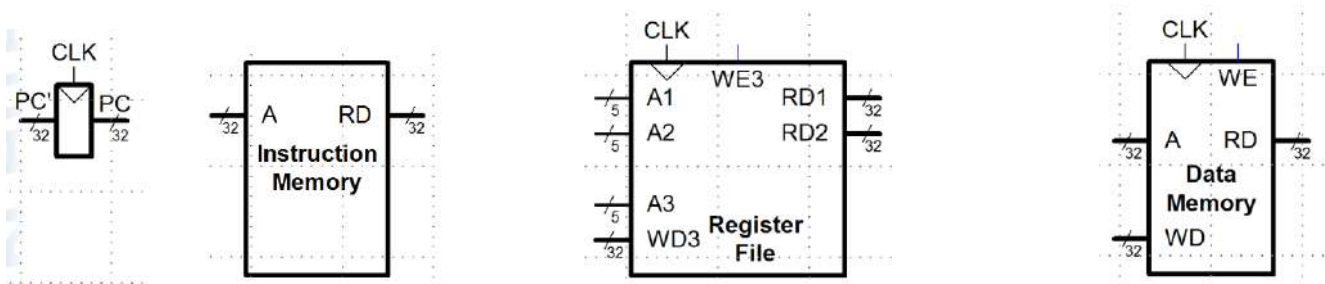 CLK
PC' PC
32 32
A RD
32 32
Instruction
Memory
CLK
WE3
A1 RD1
5 32
A2 RD2
5 32
A3
5
WD3
32
Register
File
CLK
WE
A RD
32 32
Data
Memory
WD
32